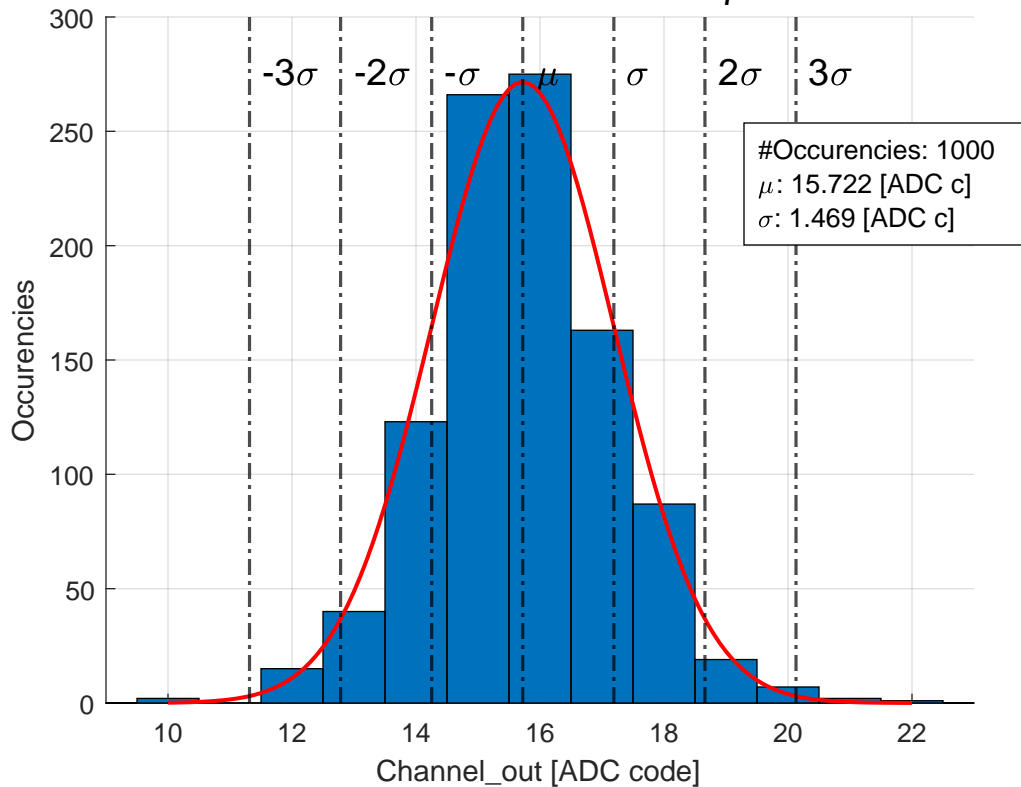 300
250
200
150
100
50
0
-3σ -2σ -σ μ σ 2σ 3σ
#Occurencies: 1000
μ: 15.722 [ADC c]
σ: 1.469 [ADC c]
Occurencies
10 12 14 16 18 20 22
Channel_out [ADC code]